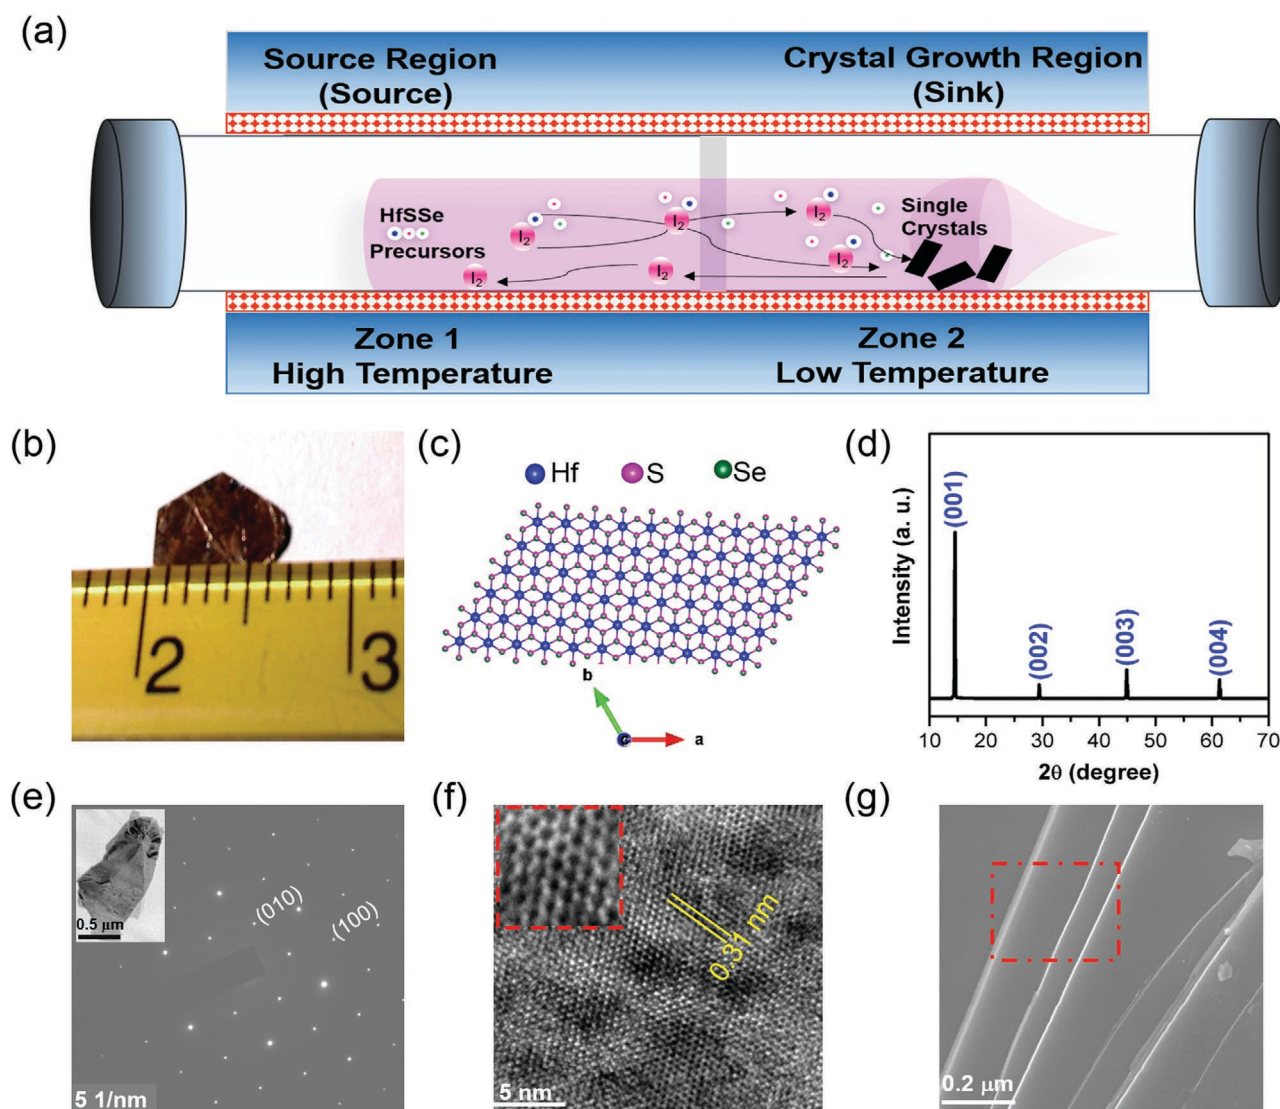 (a)
Source Region
(Source)
Crystal Growth Region
(Sink)
HfSSe
Precursors
I2
I2
I2
I2
I2
I2
Single
Crystals
Zone 1
High Temperature
Zone 2
Low Temperature
(b)
2
3
(c)
Hf
S
Se
b
c
a
(d)
Intensity (a. u.)
(001)
(002)
(003)
(004)
10
20
30
40
50
60
70
2θ (degree)
(e)
0.5 μm
(010)
(100)
5 1/nm
(f)
0.31 nm
5 nm
(g)
0.2 μm